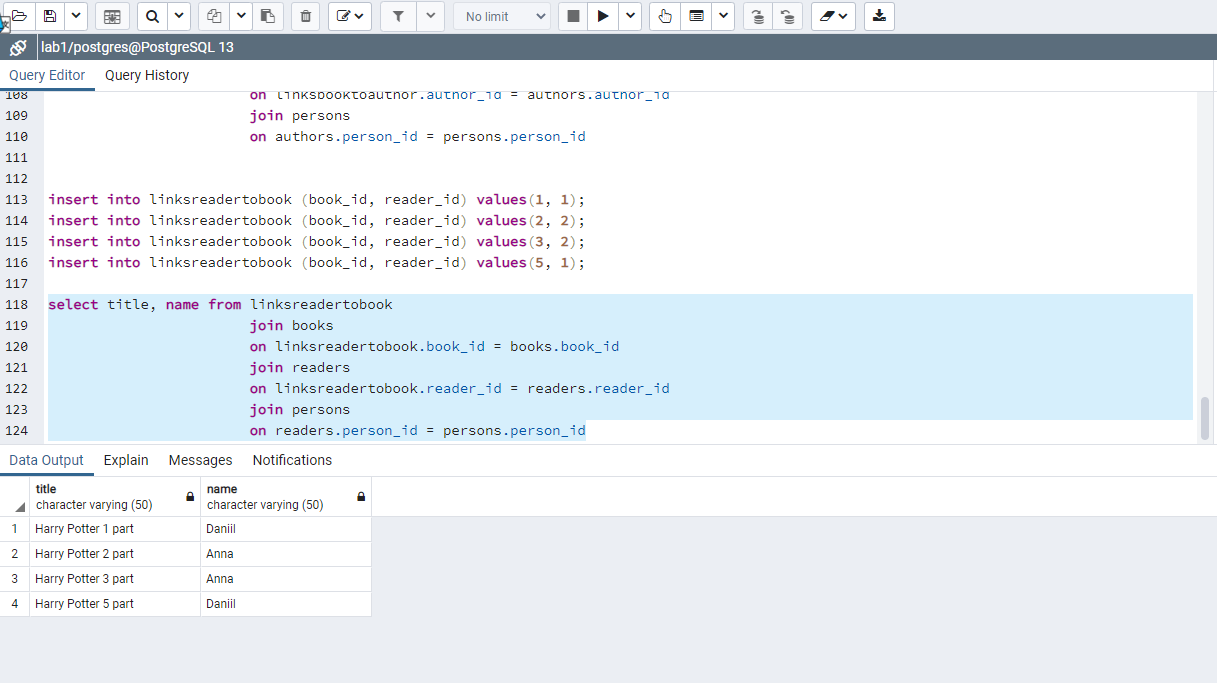 No limit
lab1/postgres@PostgreSQL 13
Query Editor Query History
108 on linksbooktoauthor.author_id = authors.author_id
109 join persons
110 on authors.person_id = persons.person_id
111
112
113 insert into linksreadertobook (book_id, reader_id) values(1, 1);
114 insert into linksreadertobook (book_id, reader_id) values(2, 2);
115 insert into linksreadertobook (book_id, reader_id) values(3, 2);
116 insert into linksreadertobook (book_id, reader_id) values(5, 1);
117
118 select title, name from linksreadertobook
119 join books
120 on linksreadertobook.book_id = books.book_id
121 join readers
122 on linksreadertobook.reader_id = readers.reader_id
123 join persons
124 on readers.person_id = persons.person_id
Data Output Explain Messages Notifications
title name
character varying (50) character varying (50)
1 Harry Potter 1 part Daniil
2 Harry Potter 2 part Anna
3 Harry Potter 3 part Anna
4 Harry Potter 5 part Daniil